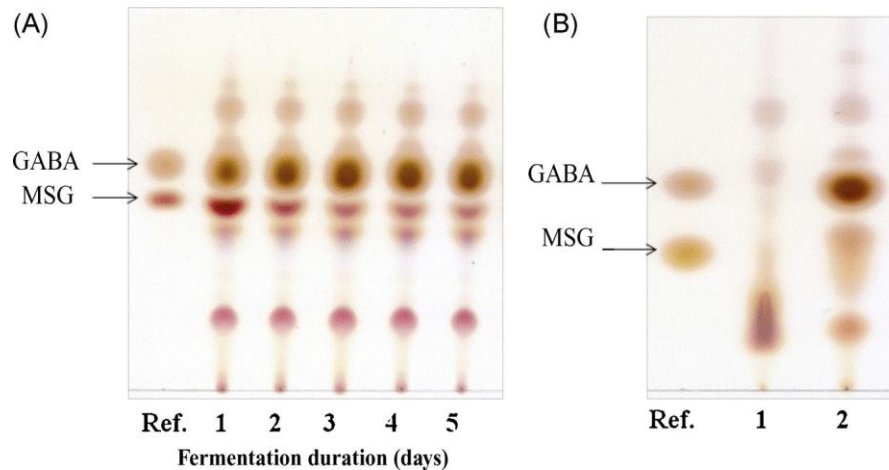 (A)
GABA
MSG
Ref. 1 2 3 4 5
Fermentation duration (days)
(B)
GABA
MSG
Ref. 1 2